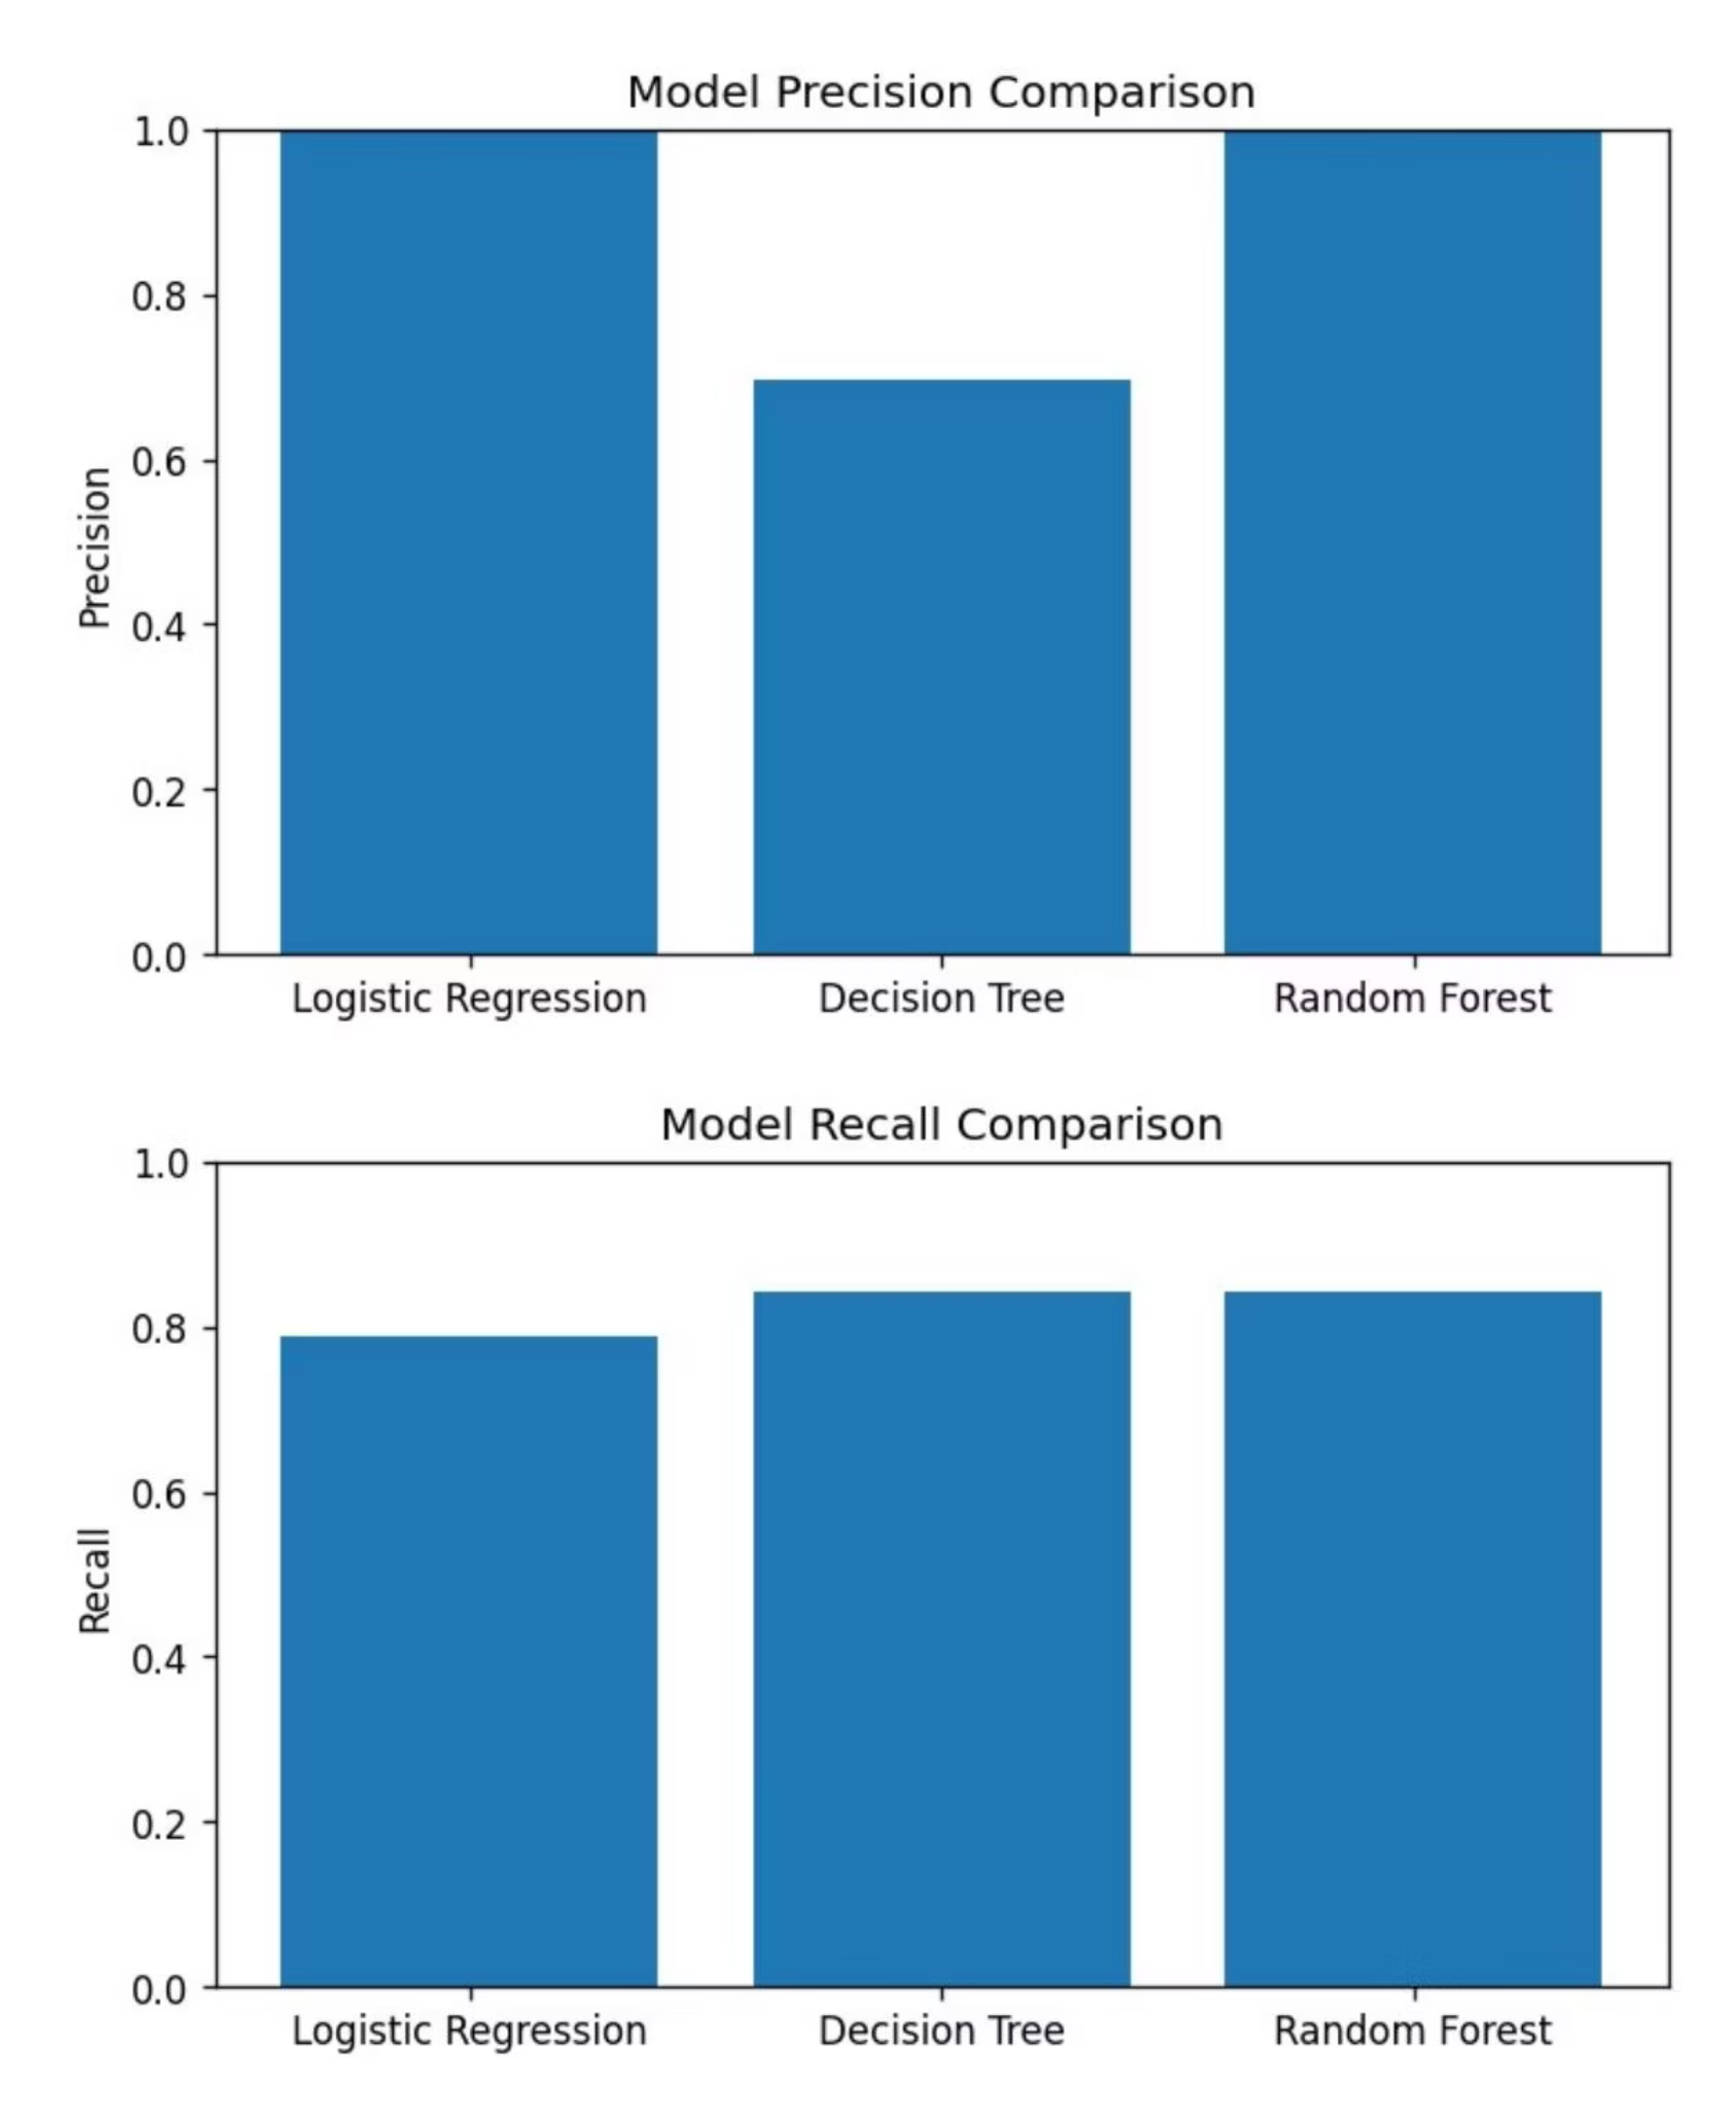 Model Precision Comparison
1.0
0.8
0.6
0.4
0.2
0.0
Precision
Logistic Regression Decision Tree Random Forest
Model Recall Comparison
1.0
0.8
0.6
0.4
0.2
0.0
Recall
Logistic Regression Decision Tree Random Forest